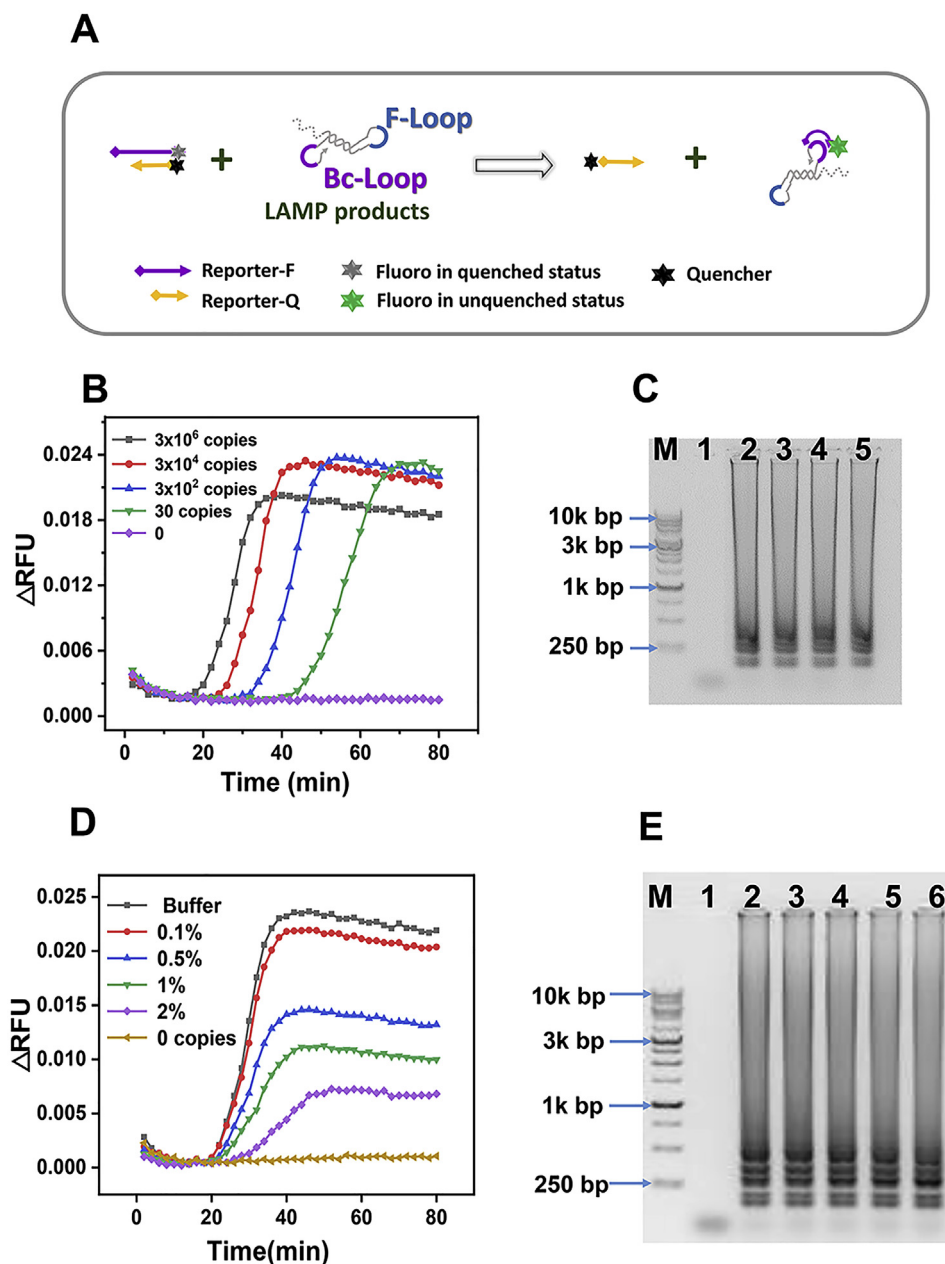 A
F-Loop
Bc-Loop
LAMP products
Reporter-F
Fluoro in quenched status
Quencher
Reporter-Q
Fluoro in unquenched status
B
3x10⁶ copies
3x10⁴ copies
3x10² copies
30 copies
0
0.024
0.018
0.012
0.006
0.000
△RFU
0 20 40 60 80
Time (min)
C
M 1 2 3 4 5
10k bp
3k bp
1k bp
250 bp
D
Buffer
0.1%
0.5%
1%
2%
0 copies
0.025
0.020
0.015
0.010
0.005
0.000
△RFU
0 20 40 60 80
Time(min)
E
M 1 2 3 4 5 6
10k bp
3k bp
1k bp
250 bp